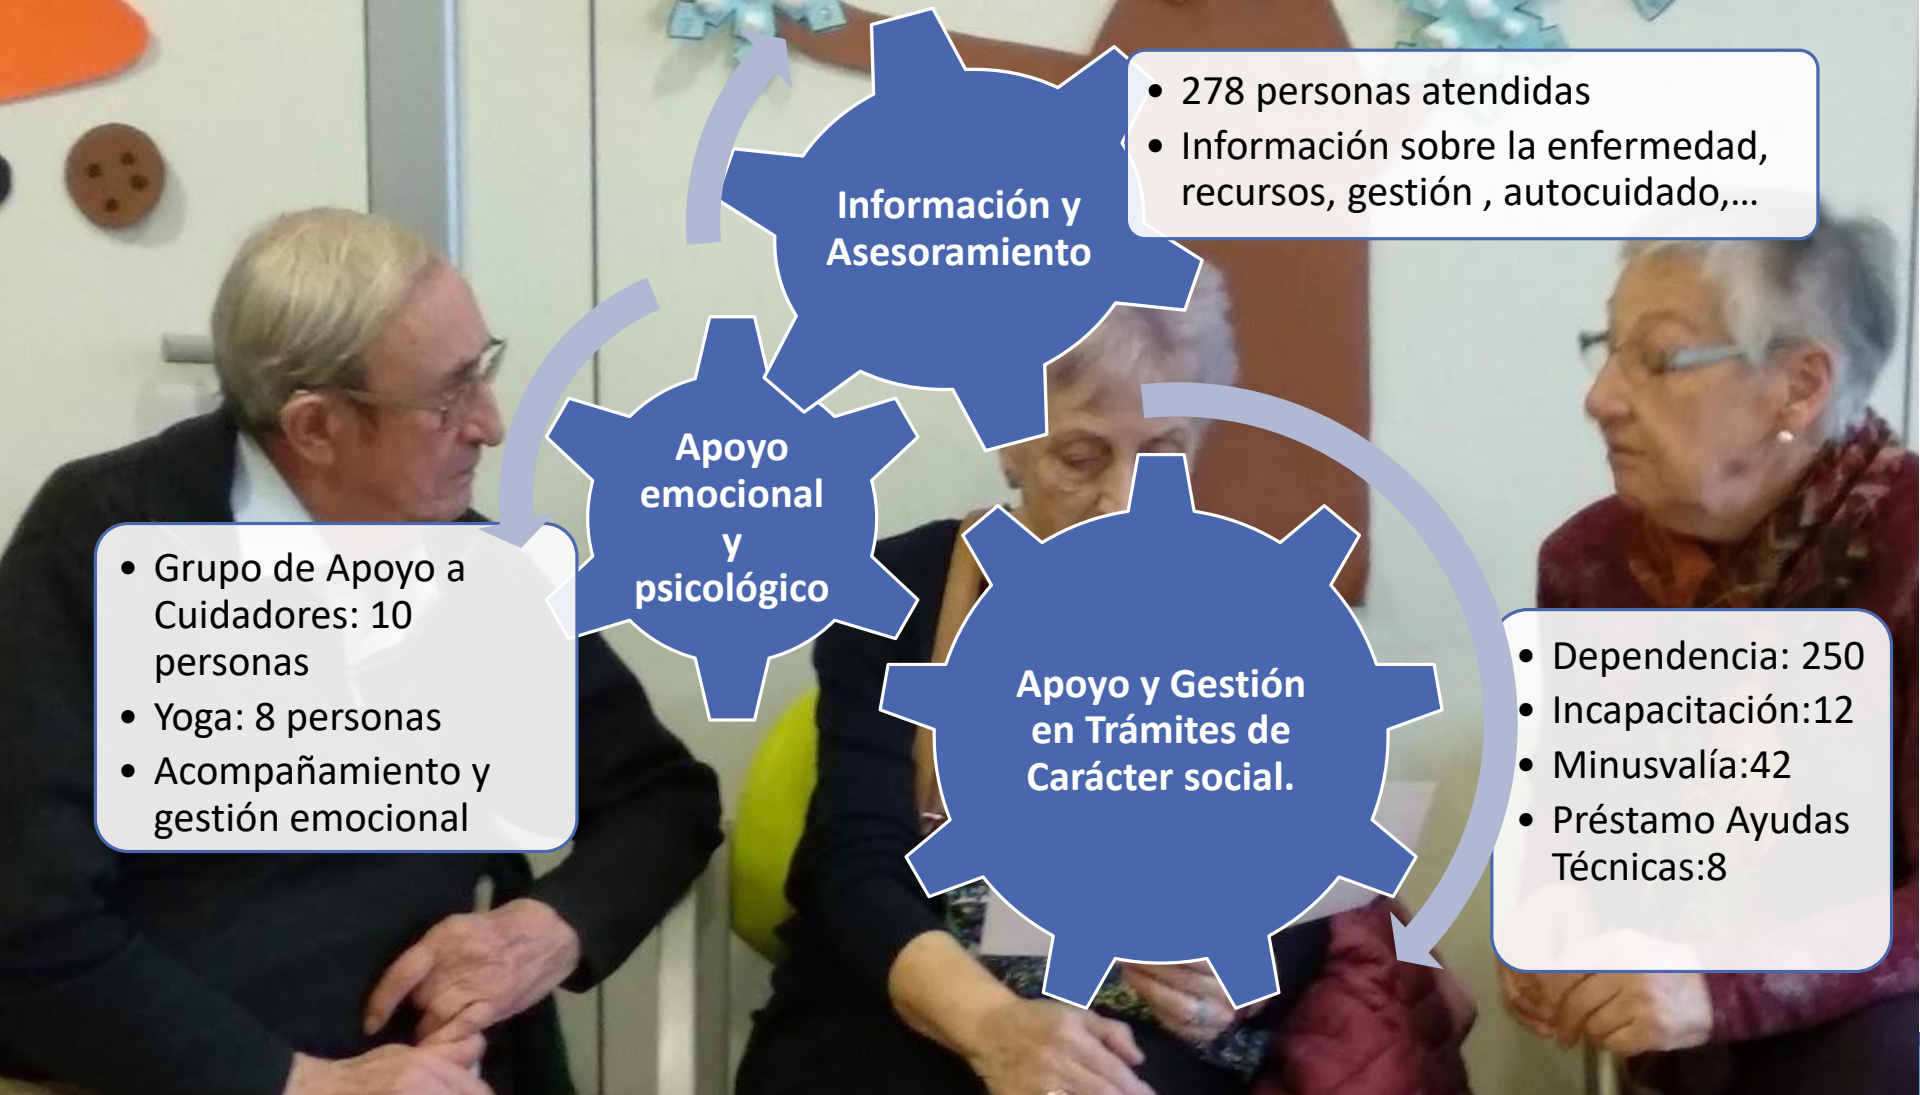 • 278 personas atendidas
• Información sobre la enfermedad,
recursos, gestión , autocuidado,...
Información y
Asesoramiento
Apoyo
emocional
y
psicológico
• Grupo de Apoyo a
Cuidadores: 10
personas
• Yoga: 8 personas
• Acompañamiento y
gestión emocional
Apoyo y Gestión
en Trámites de
Carácter social.
• Dependencia: 250
• Incapacitación:12
• Minusvalía:42
• Préstamo Ayudas
Técnicas:8